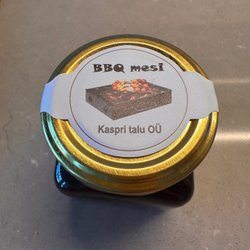 BBQ mesi
Kaspri talu OÜ